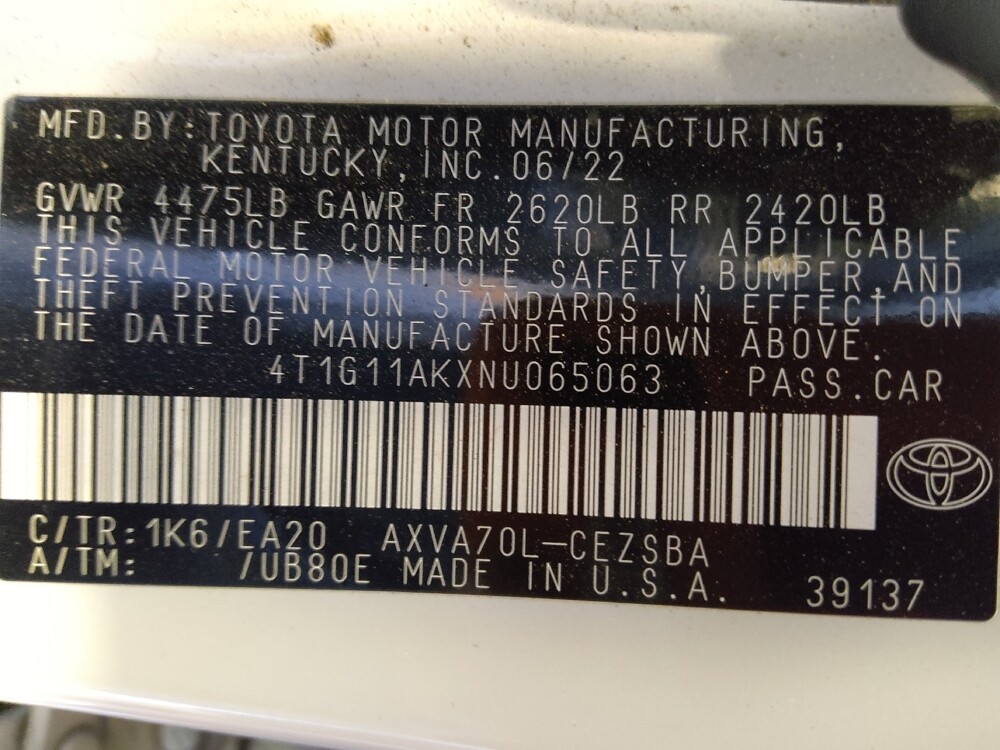 MFD.BY:TOYOTA MOTOR MANUFACTURING,
KENTUCKY,INC.06/22
GVWR 4475LB GAWR FR 2620LB RR 2420LB
THIS VEHICLE CONFORMS TO ALL APPLICABLE
FEDERAL MOTOR VEHICLE SAFETY,BUMPER,AND
THEFT PREVENTION STANDARDS IN EFFECT ON
THE DATE OF MANUFACTURE SHOWN ABOVE.
4T1G11AKXNU065063 PASS.CAR
C/TR:1K6/EA20 AXVA70L-CEZSBA
A/TM: /UB80E MADE IN U.S.A. 39137